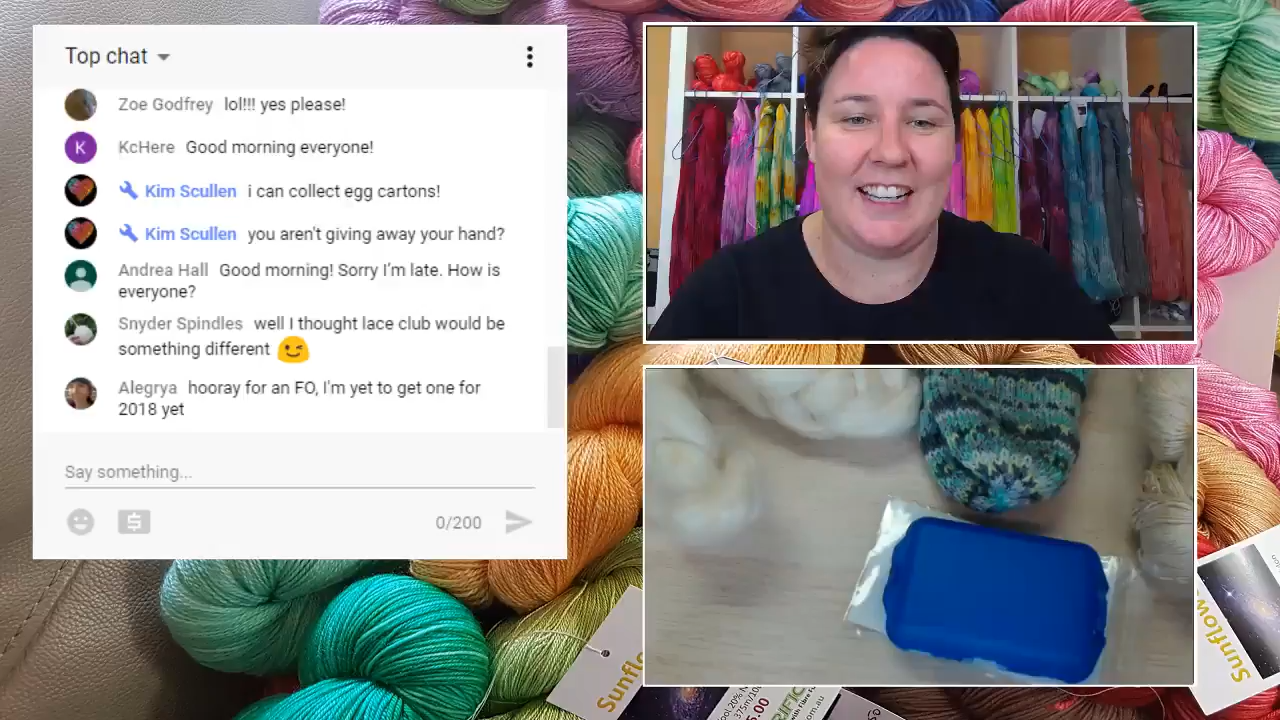 Top chat
Zoe Godfrey lol!!! yes please!
K
KcHere Good morning everyone!
Kim Scullen i can collect egg cartons!
Kim Scullen you aren't giving away your hand?
Andrea Hall Good morning! Sorry I'm late. How is
everyone?
Snyder Spindles well I thought lace club would be
something different
Alegrya hooray for an FO, I'm yet to get one for
2018 yet
Say something...
0/200
Sunflow
Sunflo